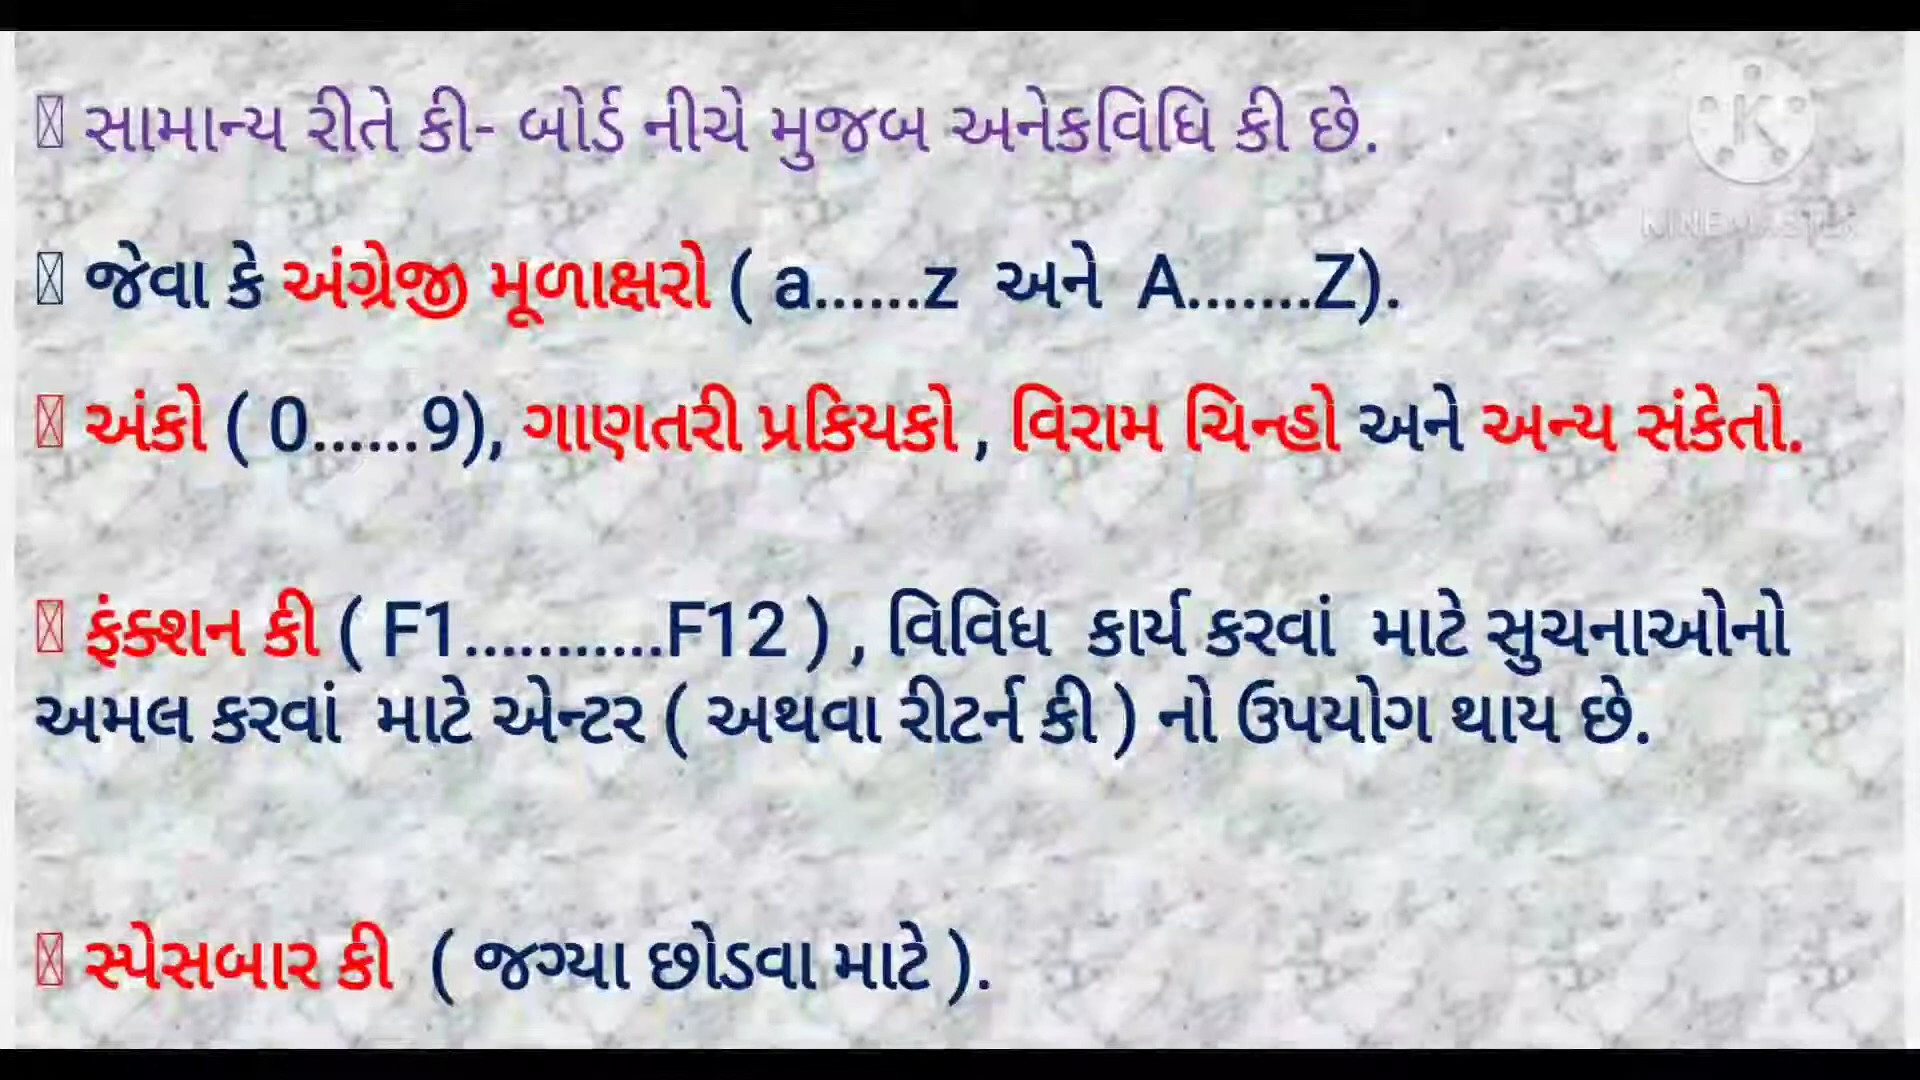 સામાન્ય રીતે કી- બોર્ડ નીચે મુજબ અનેકવિધિ કી છે.
KINEMASTER
જેવા કે અંગ્રેજી મૂળાક્ષરો ( a......z અને A.......Z).
અંકો ( 0......9), ગાણતરી પ્રકિયકો , વિરામ ચિન્હો અને અન્ય સંકેતો.
ફંક્શન કી ( F1...........F12 ) , વિવિધ કાર્ય કરવાં માટે સુચનાઓનો
અમલ કરવાં માટે એન્ટર ( અથવા રીટર્ન કી ) નો ઉપયોગ થાય છે.
સ્પેસબાર કી ( જગ્યા છોડવા માટે ).